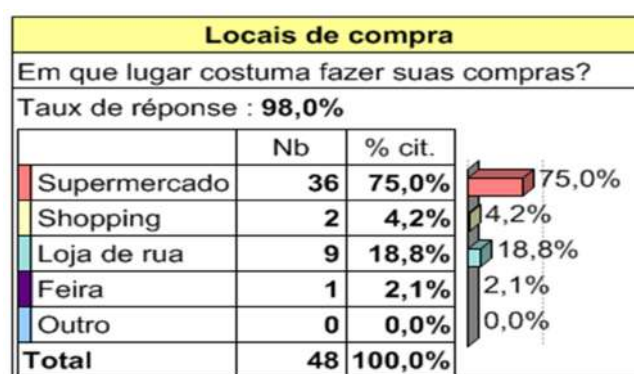 Locais de compra
Em que lugar costuma fazer suas compras?
Taux de réponse : 98,0%
Nb % cit.
Supermercado 36 75,0% 75,0%
Shopping 2 4,2% 4,2%
Loja de rua 9 18,8% 18,8%
Feira 1 2,1% 2,1%
Outro 0 0,0% 0,0%
Total 48 100,0%